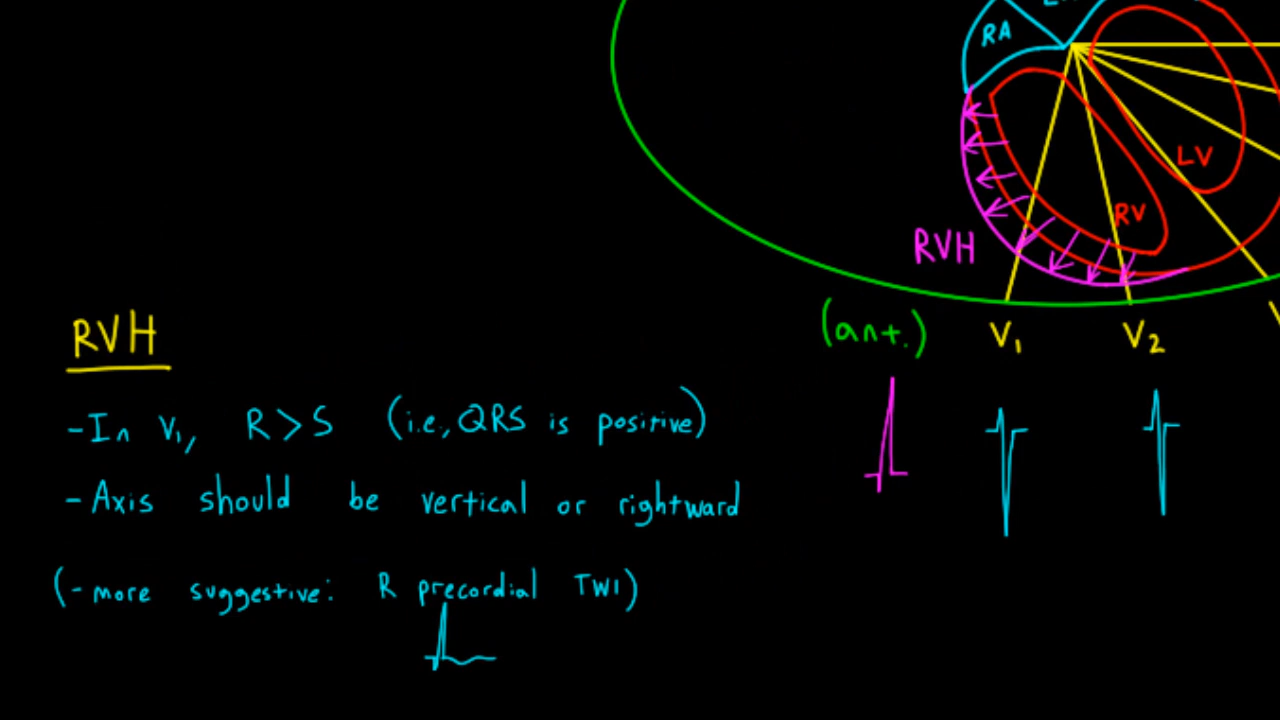 RA
LV
RV
RVH
(ant.)
V1
V2
RVH
-In V1, R>S (i.e., QRS is positive)
-Axis should be vertical or rightward
(-more suggestive: R precordial TWI)